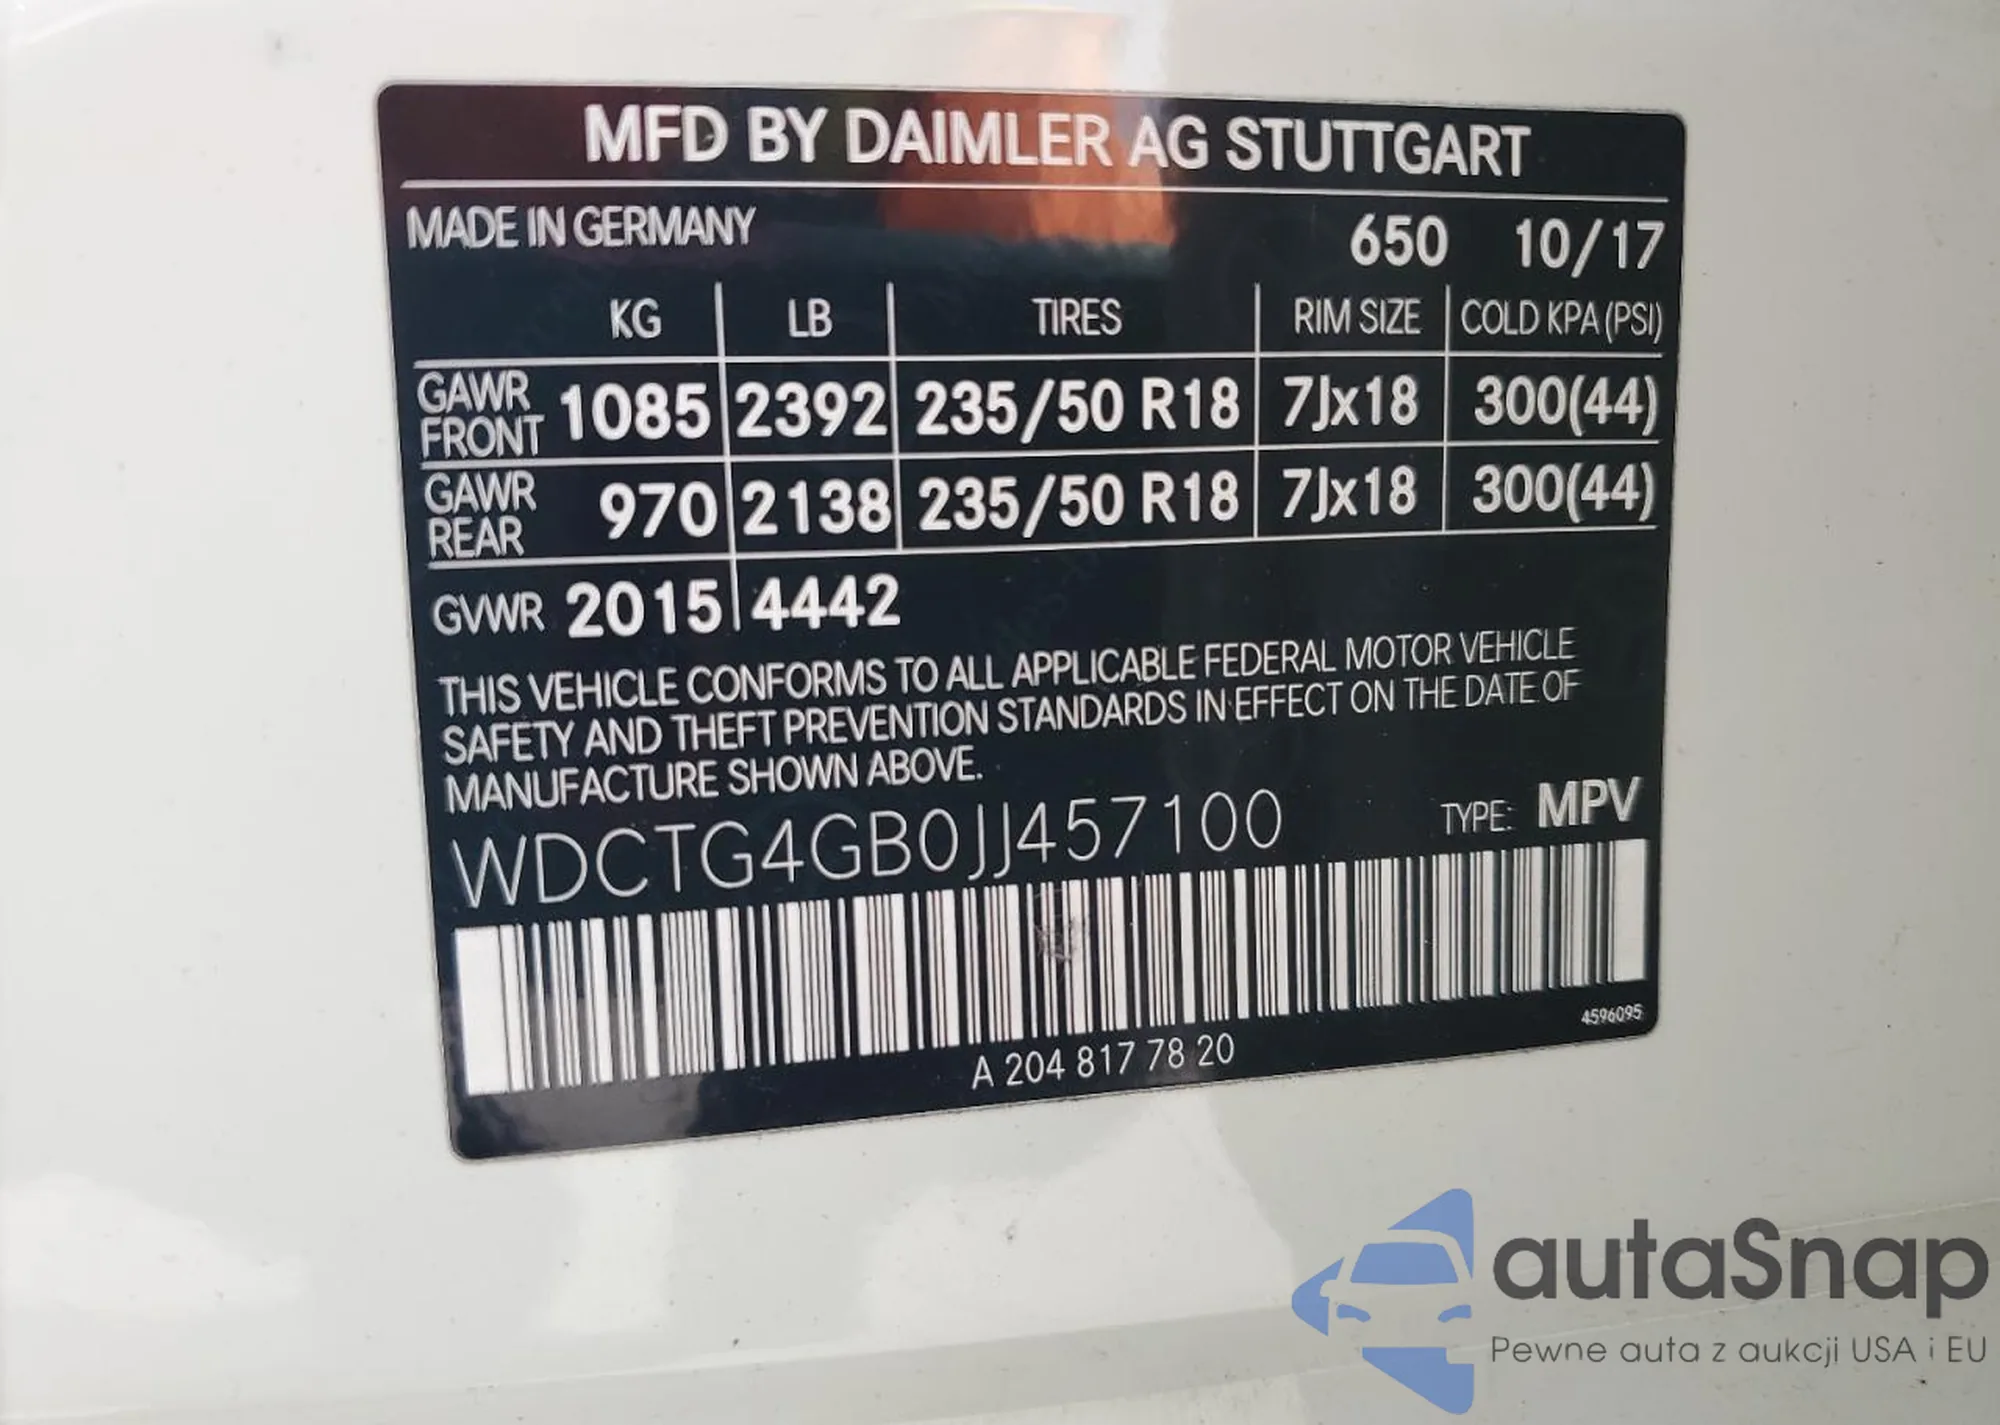 MFD BY DAIMLER AG STUTTGART
MADE IN GERMANY 650 10/17
KG LB TIRES RIM SIZE COLD KPA (PSI)
GAWR FRONT 1085 2392 235/50 R18 7Jx18 300(44)
GAWR REAR 970 2138 235/50 R18 7Jx18 300(44)
GVWR 2015 4442
THIS VEHICLE CONFORMS TO ALL APPLICABLE FEDERAL MOTOR VEHICLE
SAFETY AND THEFT PREVENTION STANDARDS IN EFFECT ON THE DATE OF
MANUFACTURE SHOWN ABOVE.
WDCTG4GB0JJ457100 TYPE: MPV
4596095
A 204 817 78 20
autaSnap
Pewne auta z aukcji USA i EU